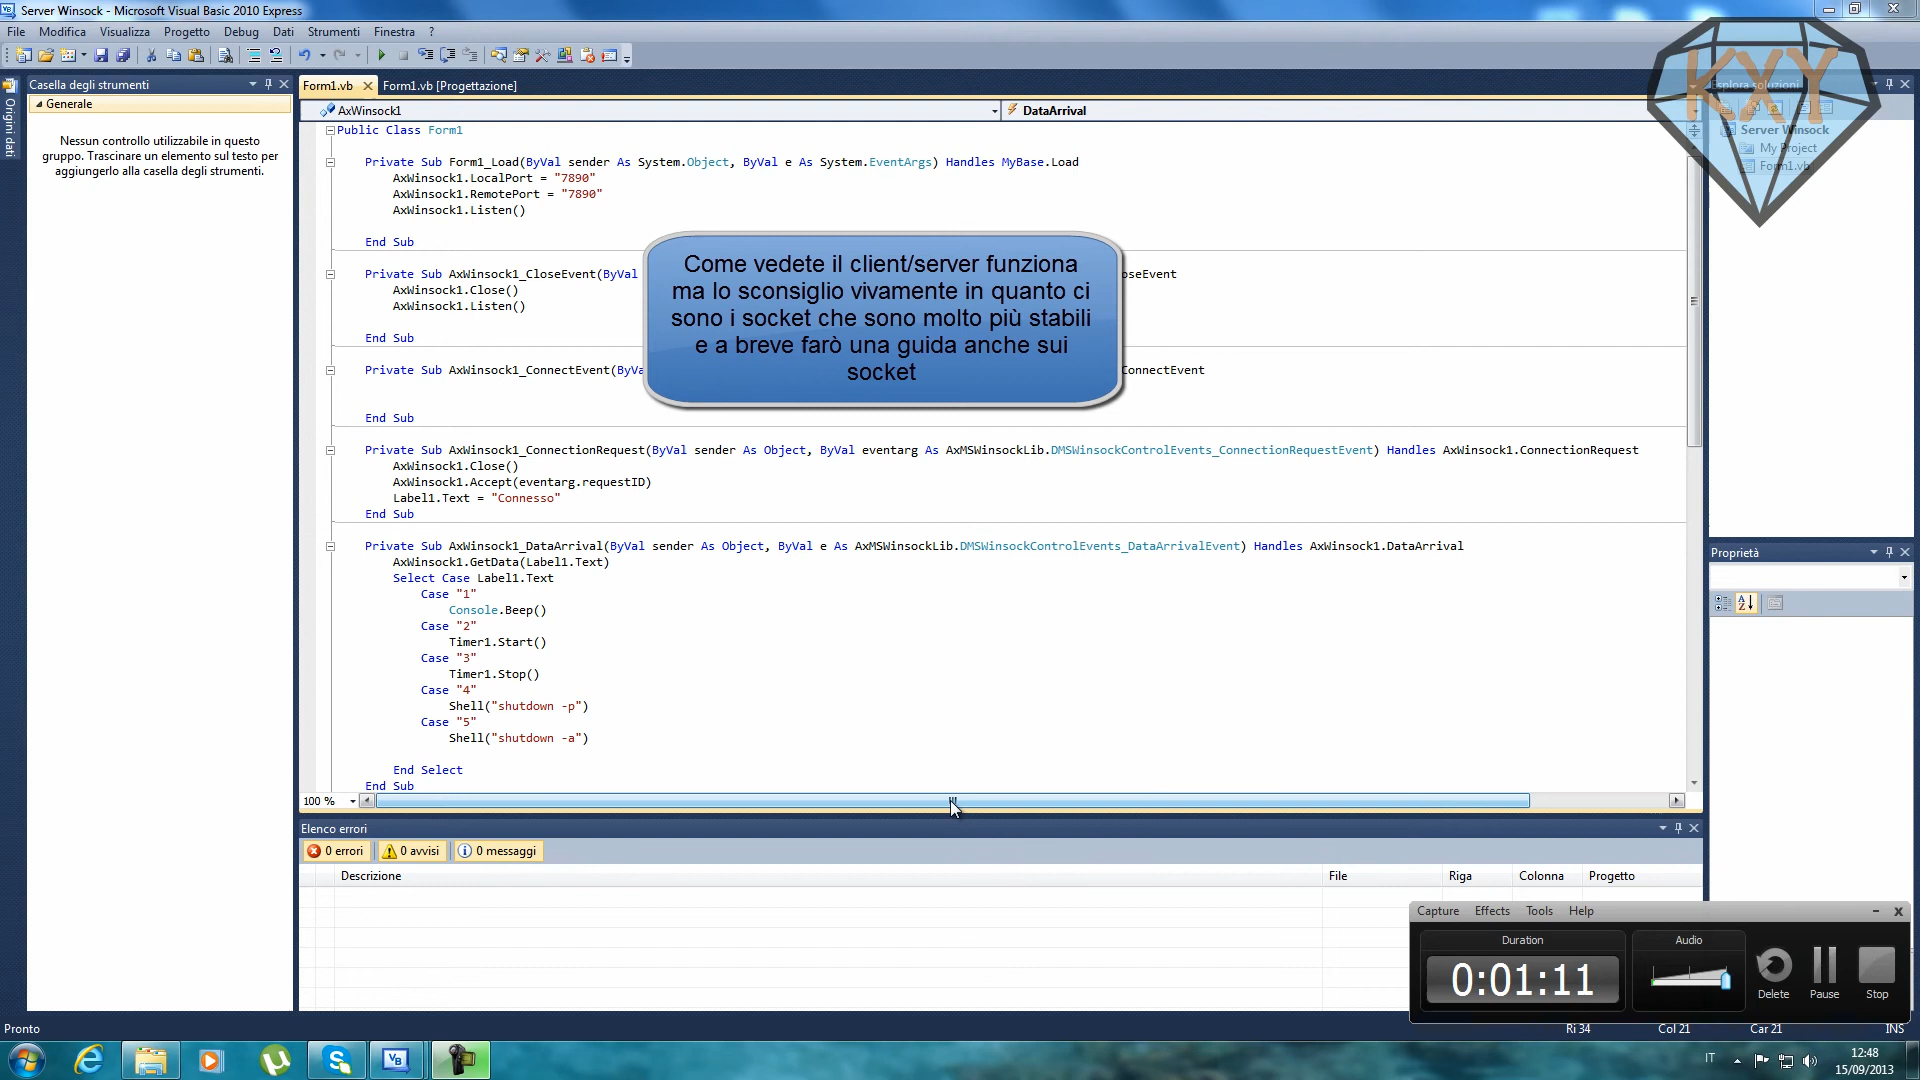 Server Winsock - Microsoft Visual Basic 2010 Express
File Modifica Visualizza Progetto Debug Dati Strumenti Finestra ?
KXY
Origini dati
Casella degli strumenti
Generale
Nessun controllo utilizzabile in questo
gruppo. Trascinare un elemento sul testo per
aggiungerlo alla casella degli strumenti.
Form1.vb Form1.vb [Progettazione]
AxWinsock1 DataArrival
Public Class Form1
Private Sub Form1_Load(ByVal sender As System.Object, ByVal e As System.EventArgs) Handles MyBase.Load
AxWinsock1.LocalPort = "7890"
AxWinsock1.RemotePort = "7890"
AxWinsock1.Listen()
End Sub
Private Sub AxWinsock1_CloseEvent(ByVal oseEvent
AxWinsock1.Close()
AxWinsock1.Listen()
End Sub
Private Sub AxWinsock1_ConnectEvent(ByVa onnectEvent
End Sub
Come vedete il client/server funziona
ma lo sconsiglio vivamente in quanto ci
sono i socket che sono molto più stabili
e a breve farò una guida anche sui
socket
Private Sub AxWinsock1_ConnectionRequest(ByVal sender As Object, ByVal eventarg As AxMSWinsockLib.DMSWinsockControlEvents_ConnectionRequestEvent) Handles AxWinsock1.ConnectionRequest
AxWinsock1.Close()
AxWinsock1.Accept(eventarg.requestID)
Label1.Text = "Connesso"
End Sub
Private Sub AxWinsock1_DataArrival(ByVal sender As Object, ByVal e As AxMSWinsockLib.DMSWinsockControlEvents_DataArrivalEvent) Handles AxWinsock1.DataArrival
AxWinsock1.GetData(Label1.Text)
Select Case Label1.Text
Case "1"
Console.Beep()
Case "2"
Timer1.Start()
Case "3"
Timer1.Stop()
Case "4"
Shell("shutdown -p")
Case "5"
Shell("shutdown -a")
End Select
End Sub
100 %
Esplora soluzioni
Server Winsock
My Project
Form1.vb
Proprietà
Elenco errori
0 errori 0 avvisi 0 messaggi
Descrizione File Riga Colonna Progetto
Capture Effects Tools Help
Duration Audio
0:01:11
Delete Pause Stop
Pronto Ri 34 Col 21 Car 21 INS
IT 12:48
15/09/2013